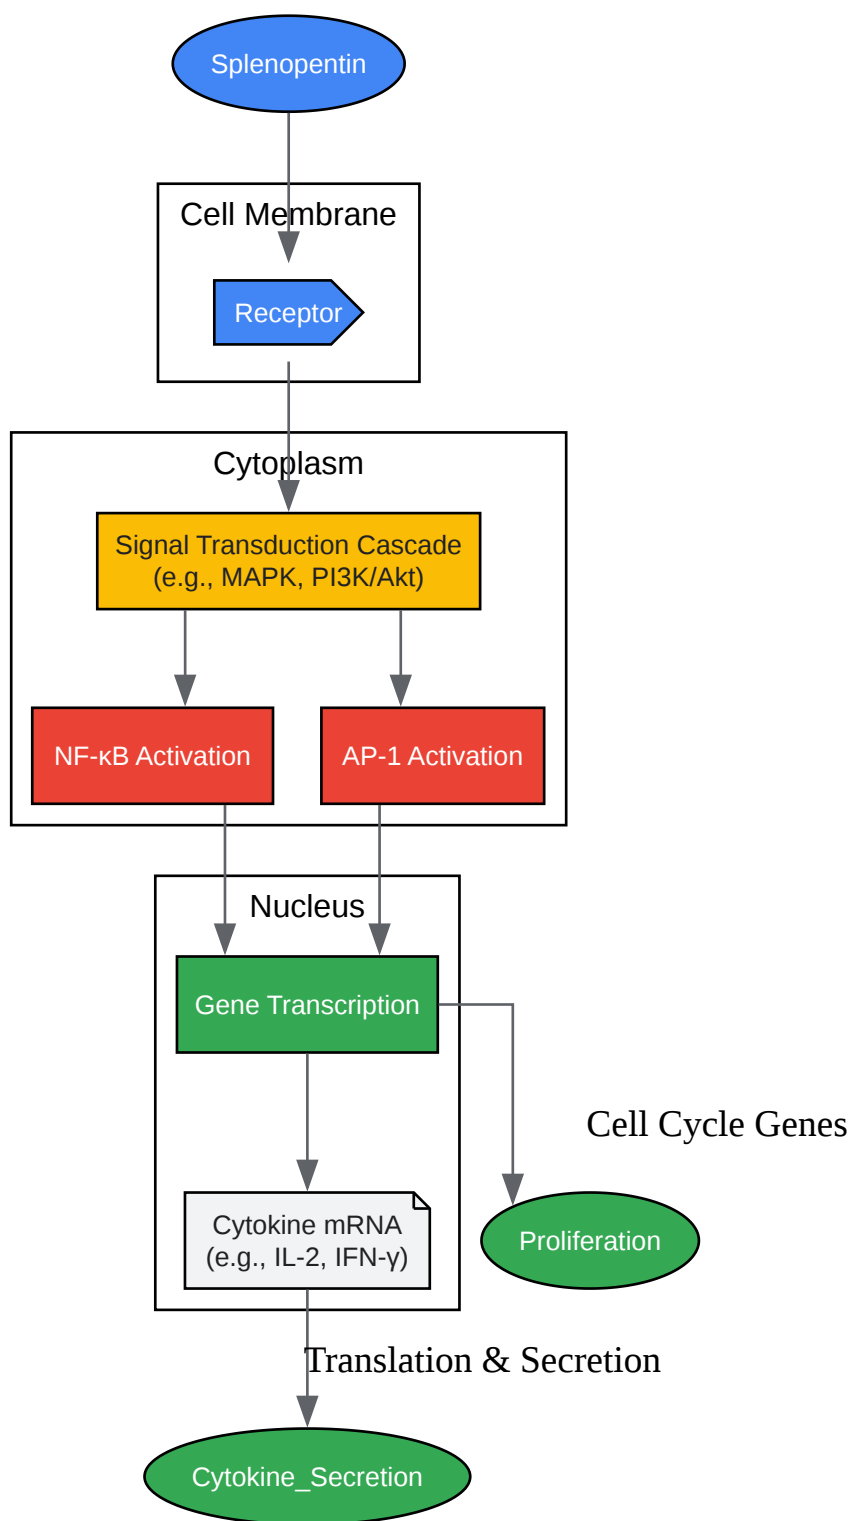 Splenopentin
Cell Membrane
Receptor
Cytoplasm
Signal Transduction Cascade
(e.g., MAPK, PI3K/Akt)
NF-κB Activation
AP-1 Activation
Nucleus
Gene Transcription
Cell Cycle Genes
Cytokine mRNA
(e.g., IL-2, IFN-γ)
Proliferation
Translation & Secretion
Cytokine_Secretion